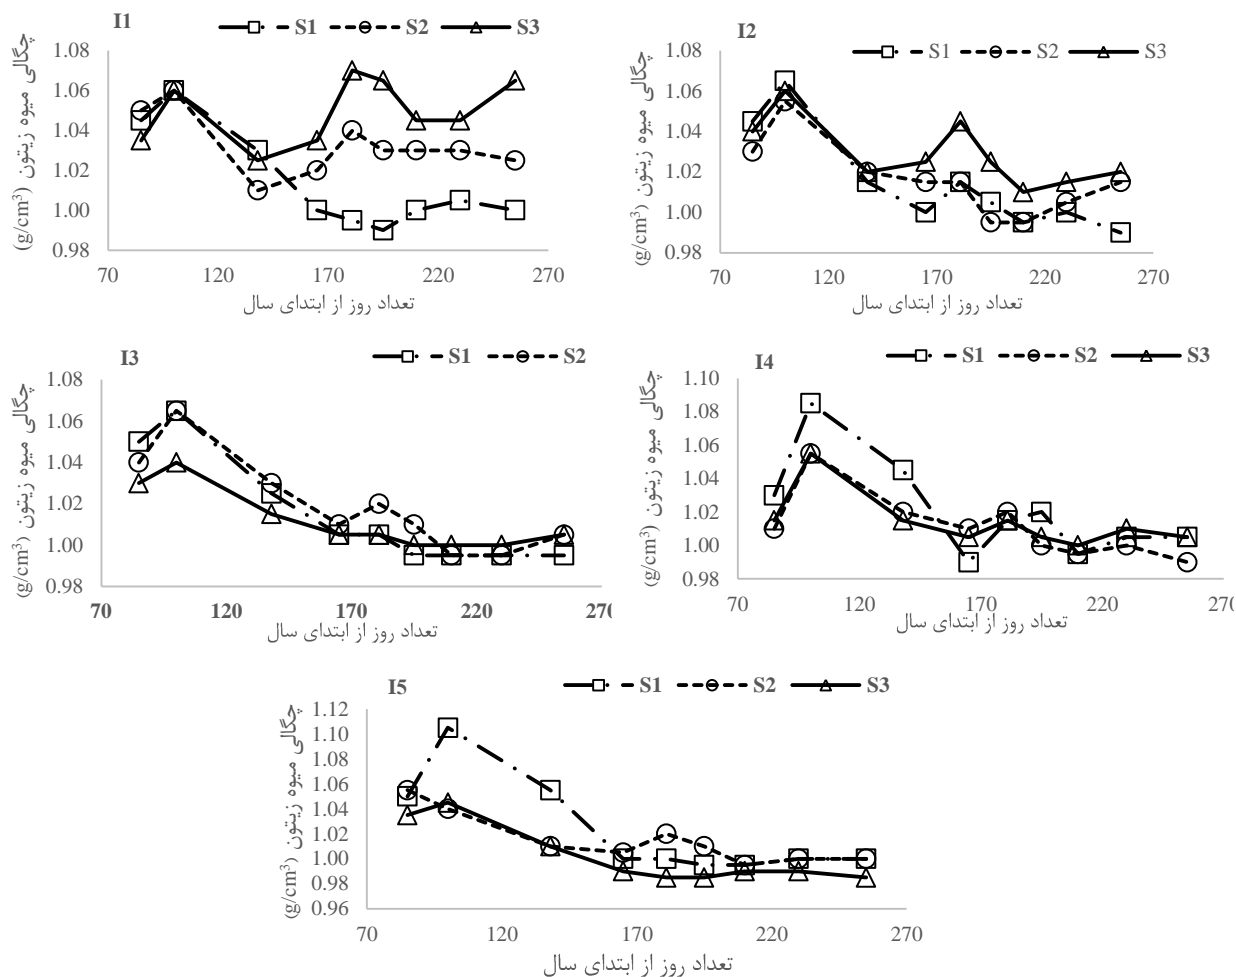 I1 S1 S2 S3
چگالی میوه زیتون (g/cm³)
1.08
1.06
1.04
1.02
1.00
0.98
70 120 170 220 270
تعداد روز از ابتدای سال
I2 S1 S2 S3
چگالی میوه زیتون (g/cm³)
1.08
1.06
1.04
1.02
1.00
0.98
70 120 170 220 270
تعداد روز از ابتدای سال
I3 S1 S2
چگالی میوه زیتون (g/cm³)
1.08
1.06
1.04
1.02
1.00
0.98
70 120 170 220 270
تعداد روز از ابتدای سال
I4 S1 S2 S3
چگالی میوه زیتون (g/cm³)
1.10
1.08
1.06
1.04
1.02
1.00
0.98
70 120 170 220 270
تعداد روز از ابتدای سال
I5 S1 S2 S3
چگالی میوه زیتون (g/cm³)
1.12
1.10
1.08
1.06
1.04
1.02
1.00
0.98
0.96
70 120 170 220 270
تعداد روز از ابتدای سال